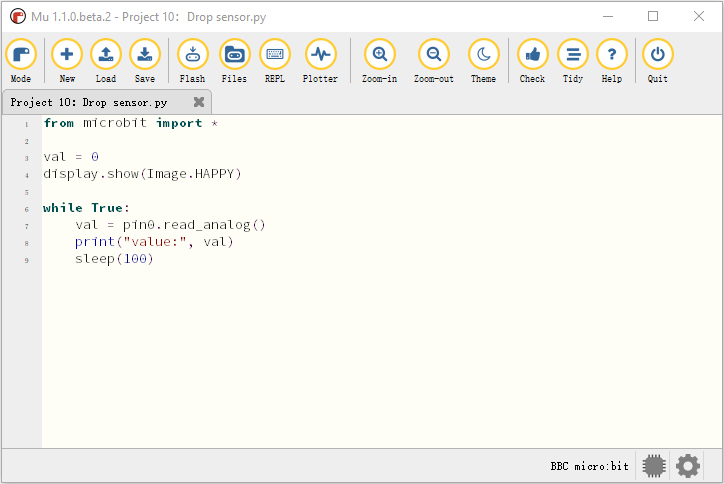 Mu 1.1.0.beta.2 - Project 10：Drop sensor.py
Mode New Load Save Flash Files REPL Plotter Zoom-in Zoom-out Theme Check Tidy Help Quit
Project 10：Drop sensor.py
1 from microbit import *
2
3 val = 0
4 display.show(Image.HAPPY)
5
6 while True:
7 val = pin0.read_analog()
8 print("value:", val)
9 sleep(100)
BBC micro:bit